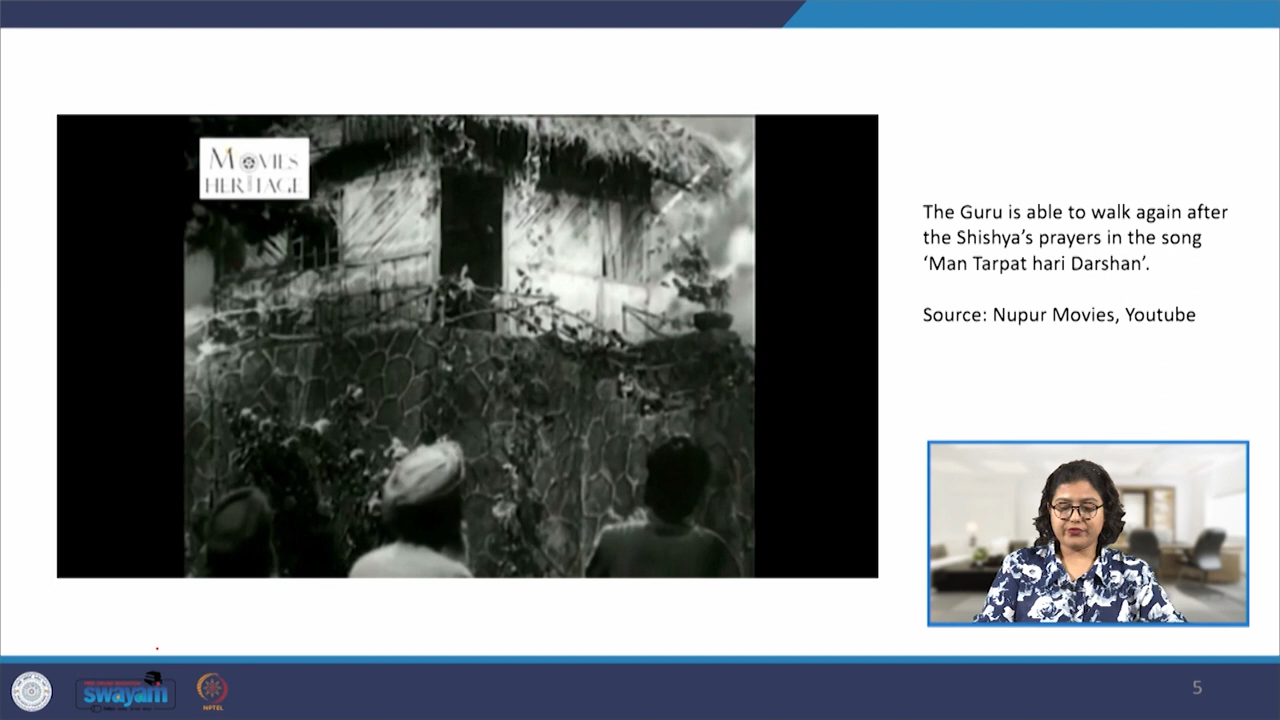 MOVIES
HERITAGE
The Guru is able to walk again after
the Shishya’s prayers in the song
‘Man Tarpat hari Darshan’.
Source: Nupur Movies, Youtube
swayam
NPTEL
5